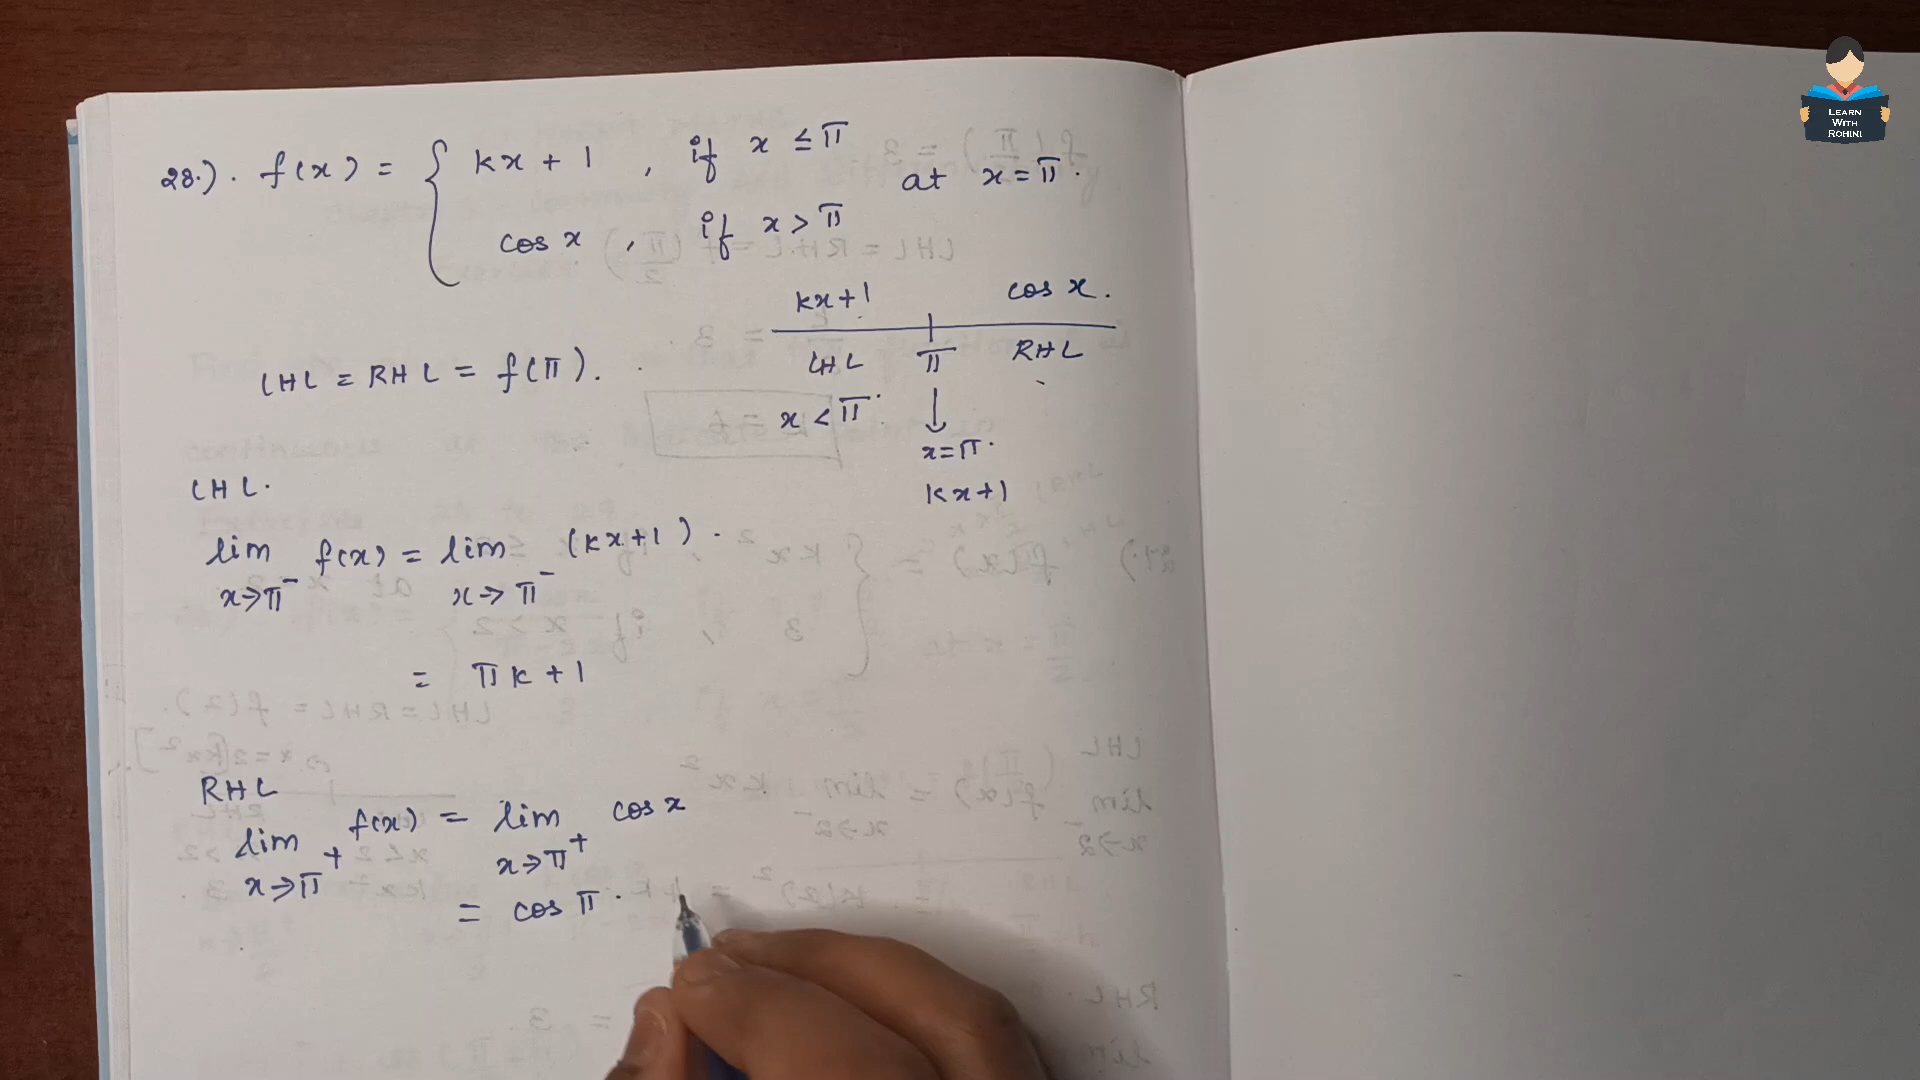 28.). f(x) = { kx + 1 , if x ≤ π
cos x , if x > π
at x = π.
kx+1 cos x.
LHL π RHL
x < π.
↓
x = π.
kx+1
LHL = RHL = f(π).
LHL.
lim x→π⁻ f(x) = lim x→π⁻ (kx+1).
= πk + 1
RHL
lim x→π⁺ f(x) = lim x→π⁺ cos x
= cos π.
LEARN
WITH
ROHINI